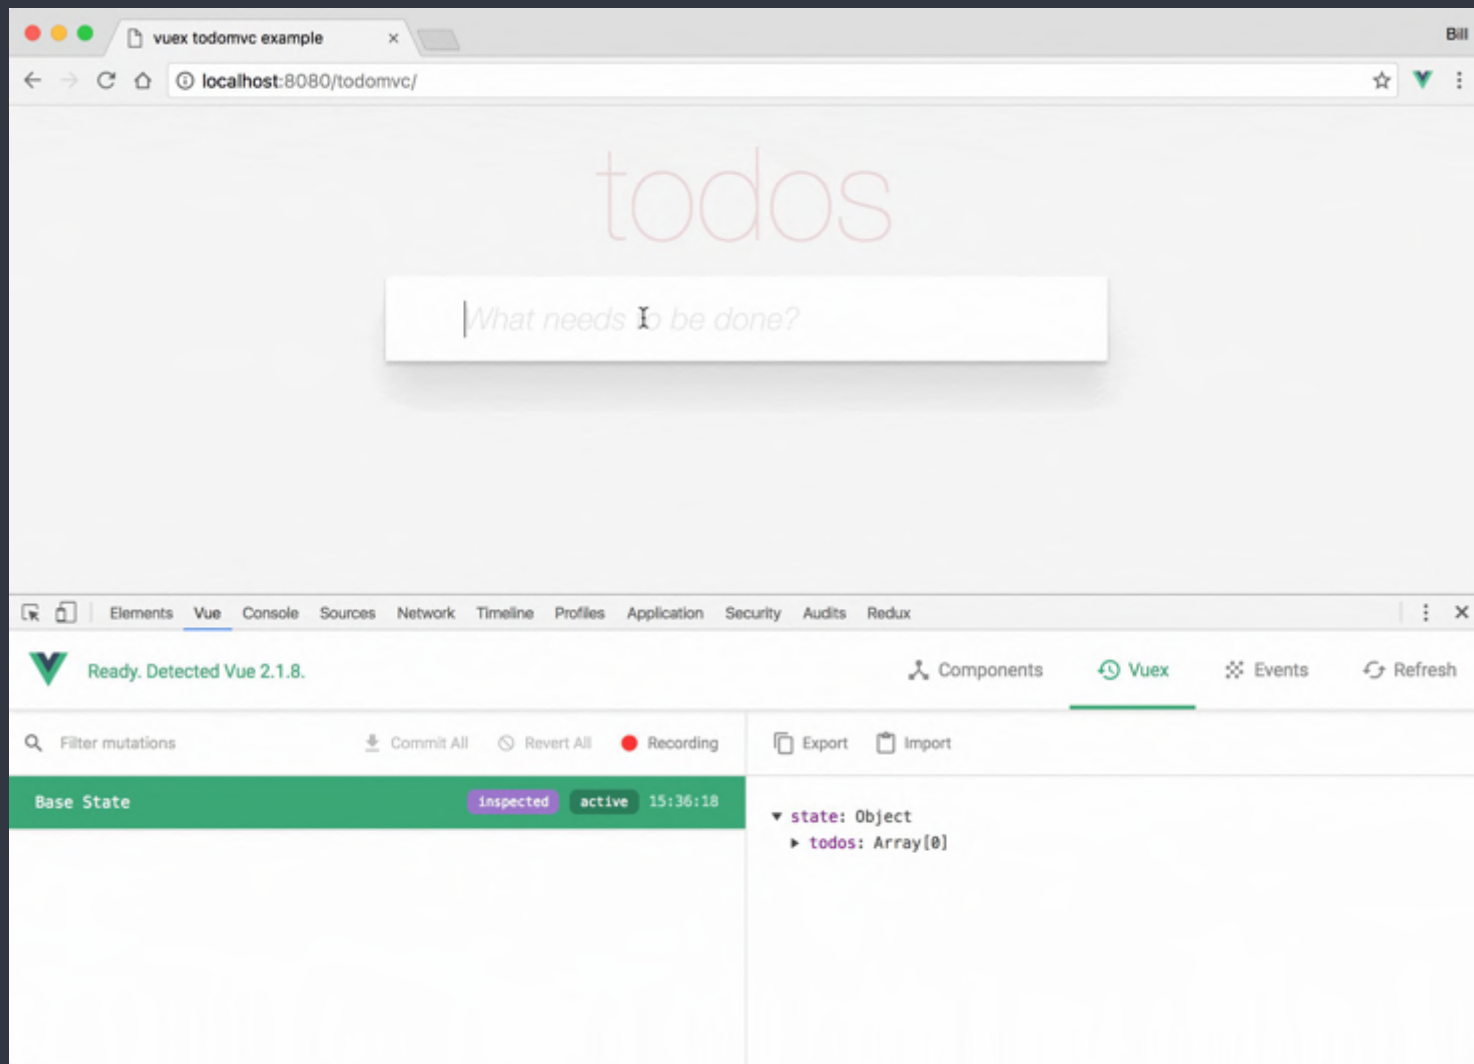 vuex todomvc example
Bill
localhost:8080/todomvc/
todos
What needs to be done?
Elements Vue Console Sources Network Timeline Profiles Application Security Audits Redux
Ready. Detected Vue 2.1.8.
Components Vuex Events Refresh
Filter mutations Commit All Revert All Recording Export Import
Base State inspected active 15:36:18
state: Object
todos: Array[0]